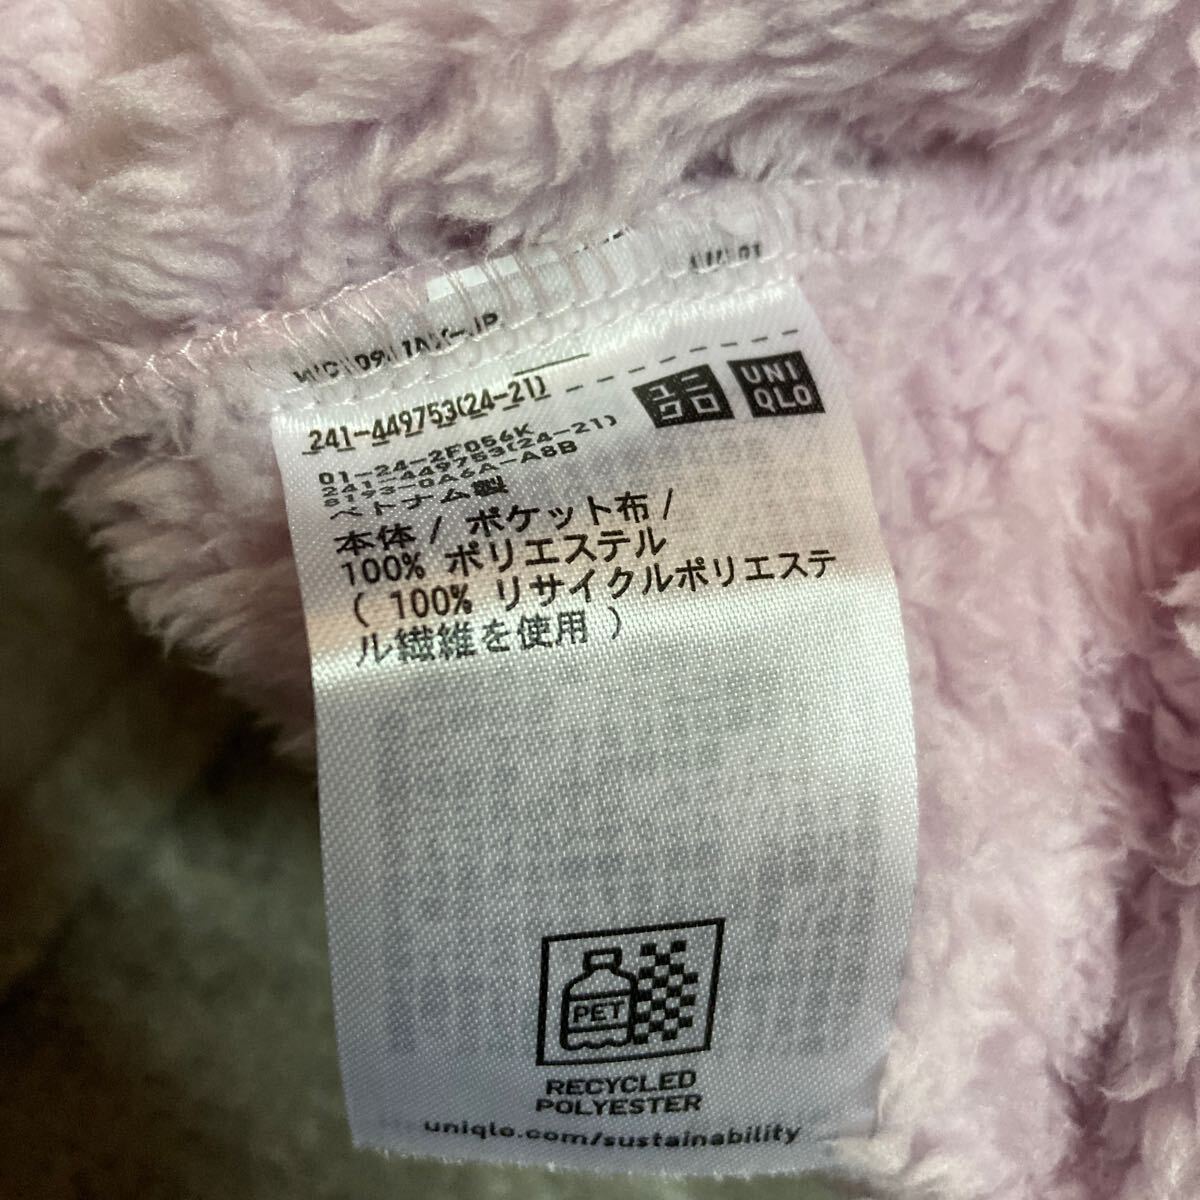 241-449753(24-21)
ユニ
クロ
UNI
QLO
01-24-2F056K
241-449753(24-21)
5193-0A6A-A8B
ベトナム製
本体 / ポケット布 /
100% ポリエステル
( 100% リサイクルポリエステ
ル繊維を使用 )
PET
RECYCLED
POLYESTER
uniqlo.com/sustainability